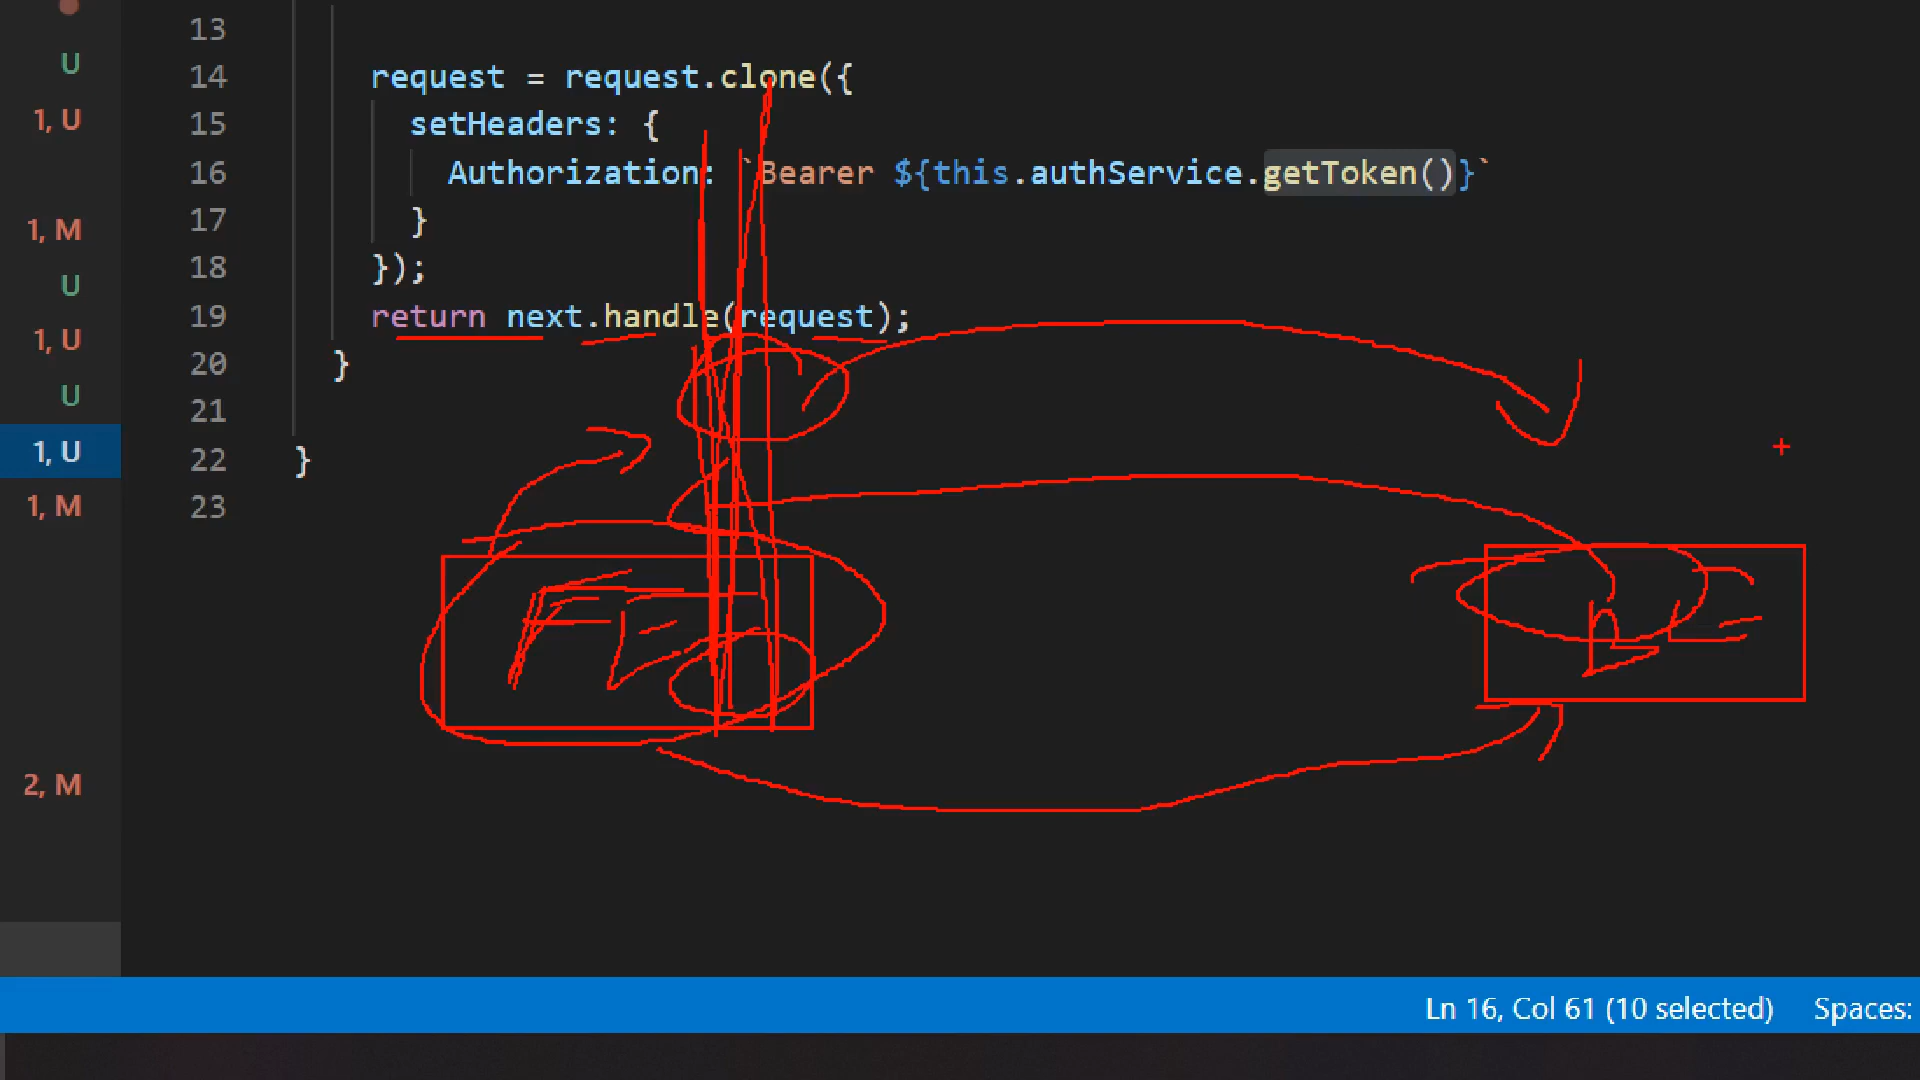 13
U
14 request = request.clone({
1, U
15 setHeaders: {
16 Authorization: `Bearer ${this.authService.getToken()}`
17 }
1, M
18 });
U
19 return next.handle(request);
1, U
20 }
U
21
1, U
22 }
1, M
23
FE
BE
2, M
Ln 16, Col 61 (10 selected) Spaces: